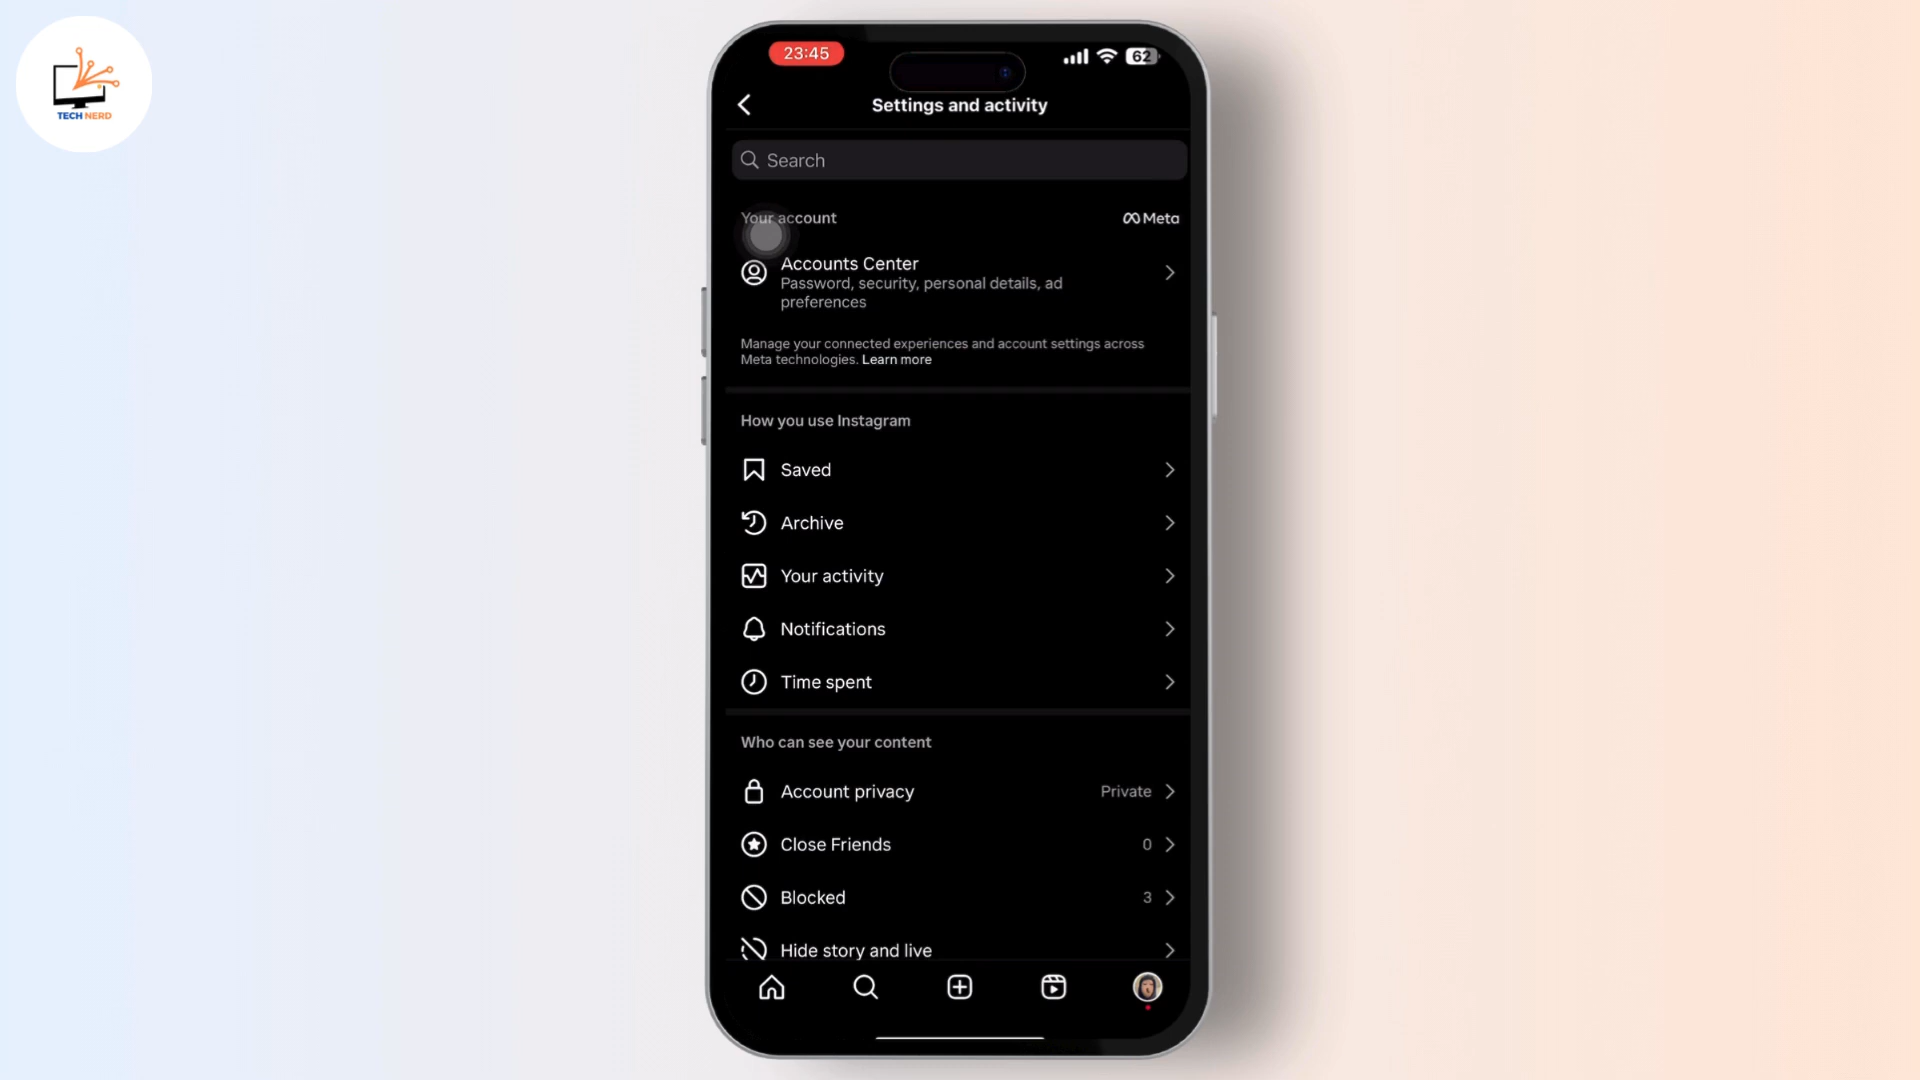 TECH NERD
23:45
62
Settings and activity
Search
Your account
Meta
Accounts Center
Password, security, personal details, ad
preferences
Manage your connected experiences and account settings across
Meta technologies. Learn more
How you use Instagram
Saved
Archive
Your activity
Notifications
Time spent
Who can see your content
Account privacy Private
Close Friends 0
Blocked 3
Hide story and live